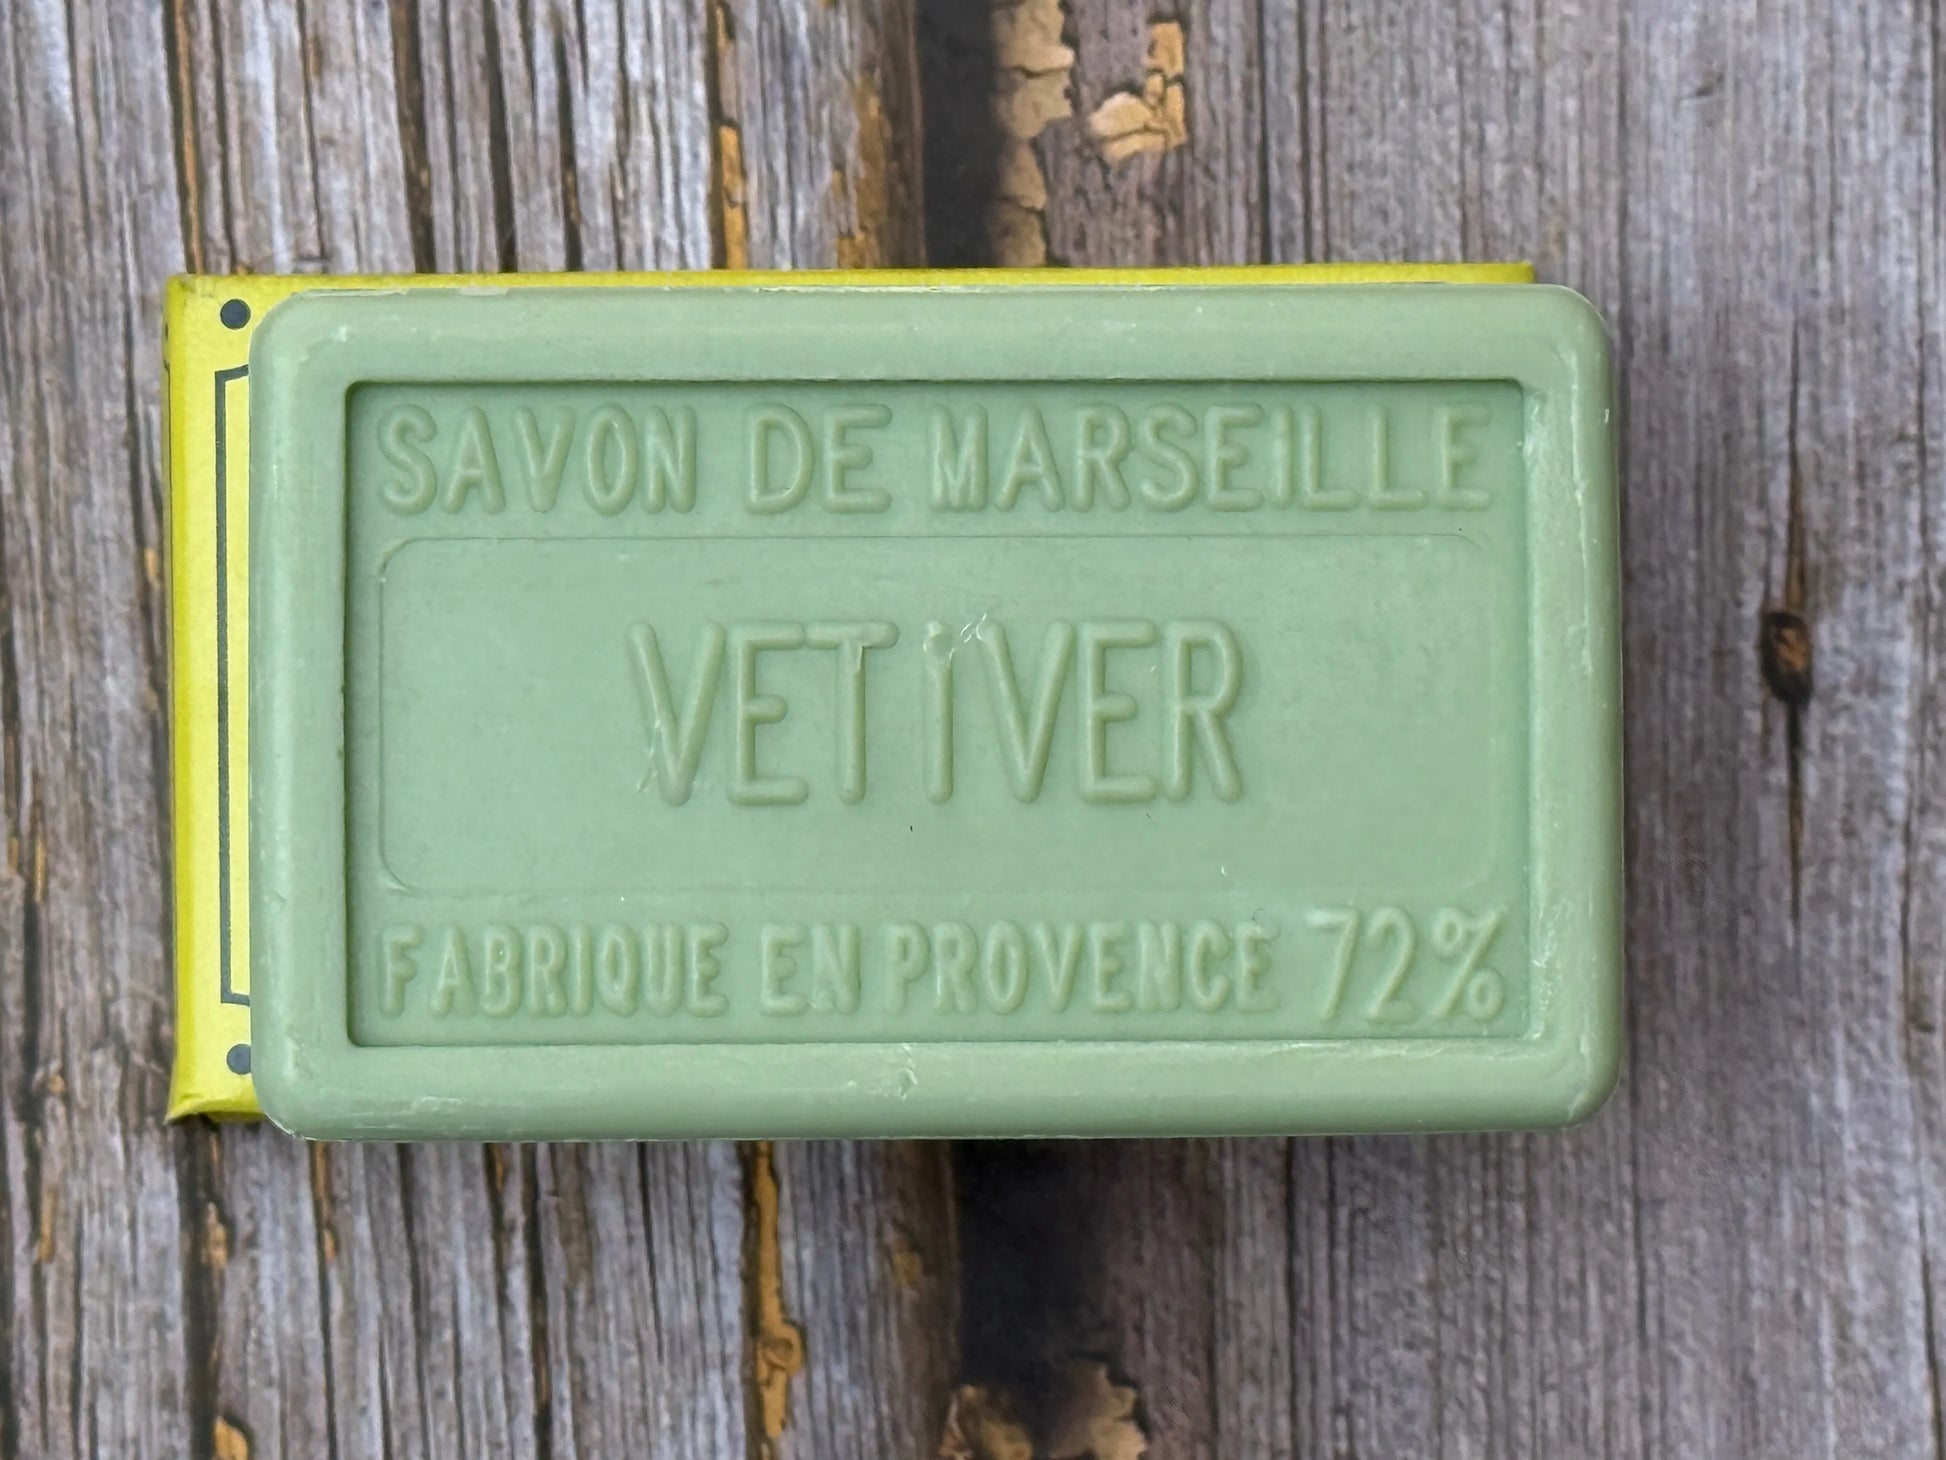 SAVON DE MARSEiLLE
VETiVER
FABRIQUE EN PROVENCE 72%